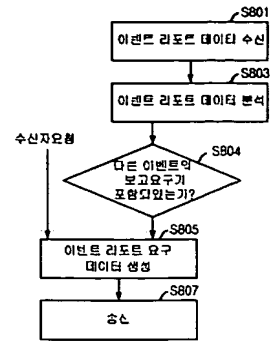 S801
이벤트 리포트 데이터 수신
S803
이벤트 리포트 데이터 분석
수신자요청
S804
다른 이벤트의
보고요구가
포함되있는가?
S805
이벤트 리포트 요구
데이터 생성
S807
송신